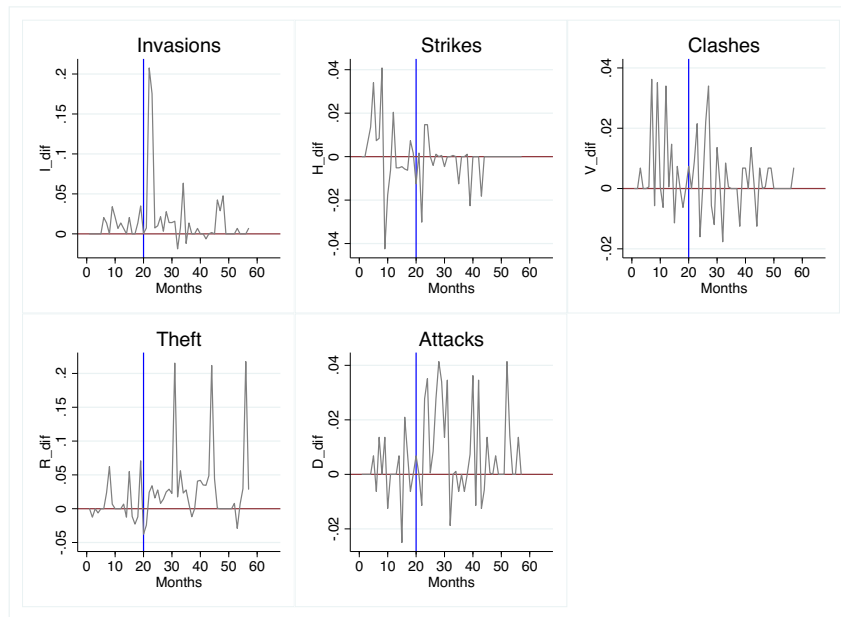 Invasions
I_dif
.2
.15
.1
.05
0
0 10 20 30 40 50 60
Months
Strikes
H_dif
.04
.02
0
-.02
-.04
0 10 20 30 40 50 60
Months
Clashes
V_dif
.04
.02
0
-.02
0 10 20 30 40 50 60
Months
Theft
R_dif
.2
.15
.1
.05
0
-.05
0 10 20 30 40 50 60
Months
Attacks
D_dif
.04
.02
0
-.02
0 10 20 30 40 50 60
Months